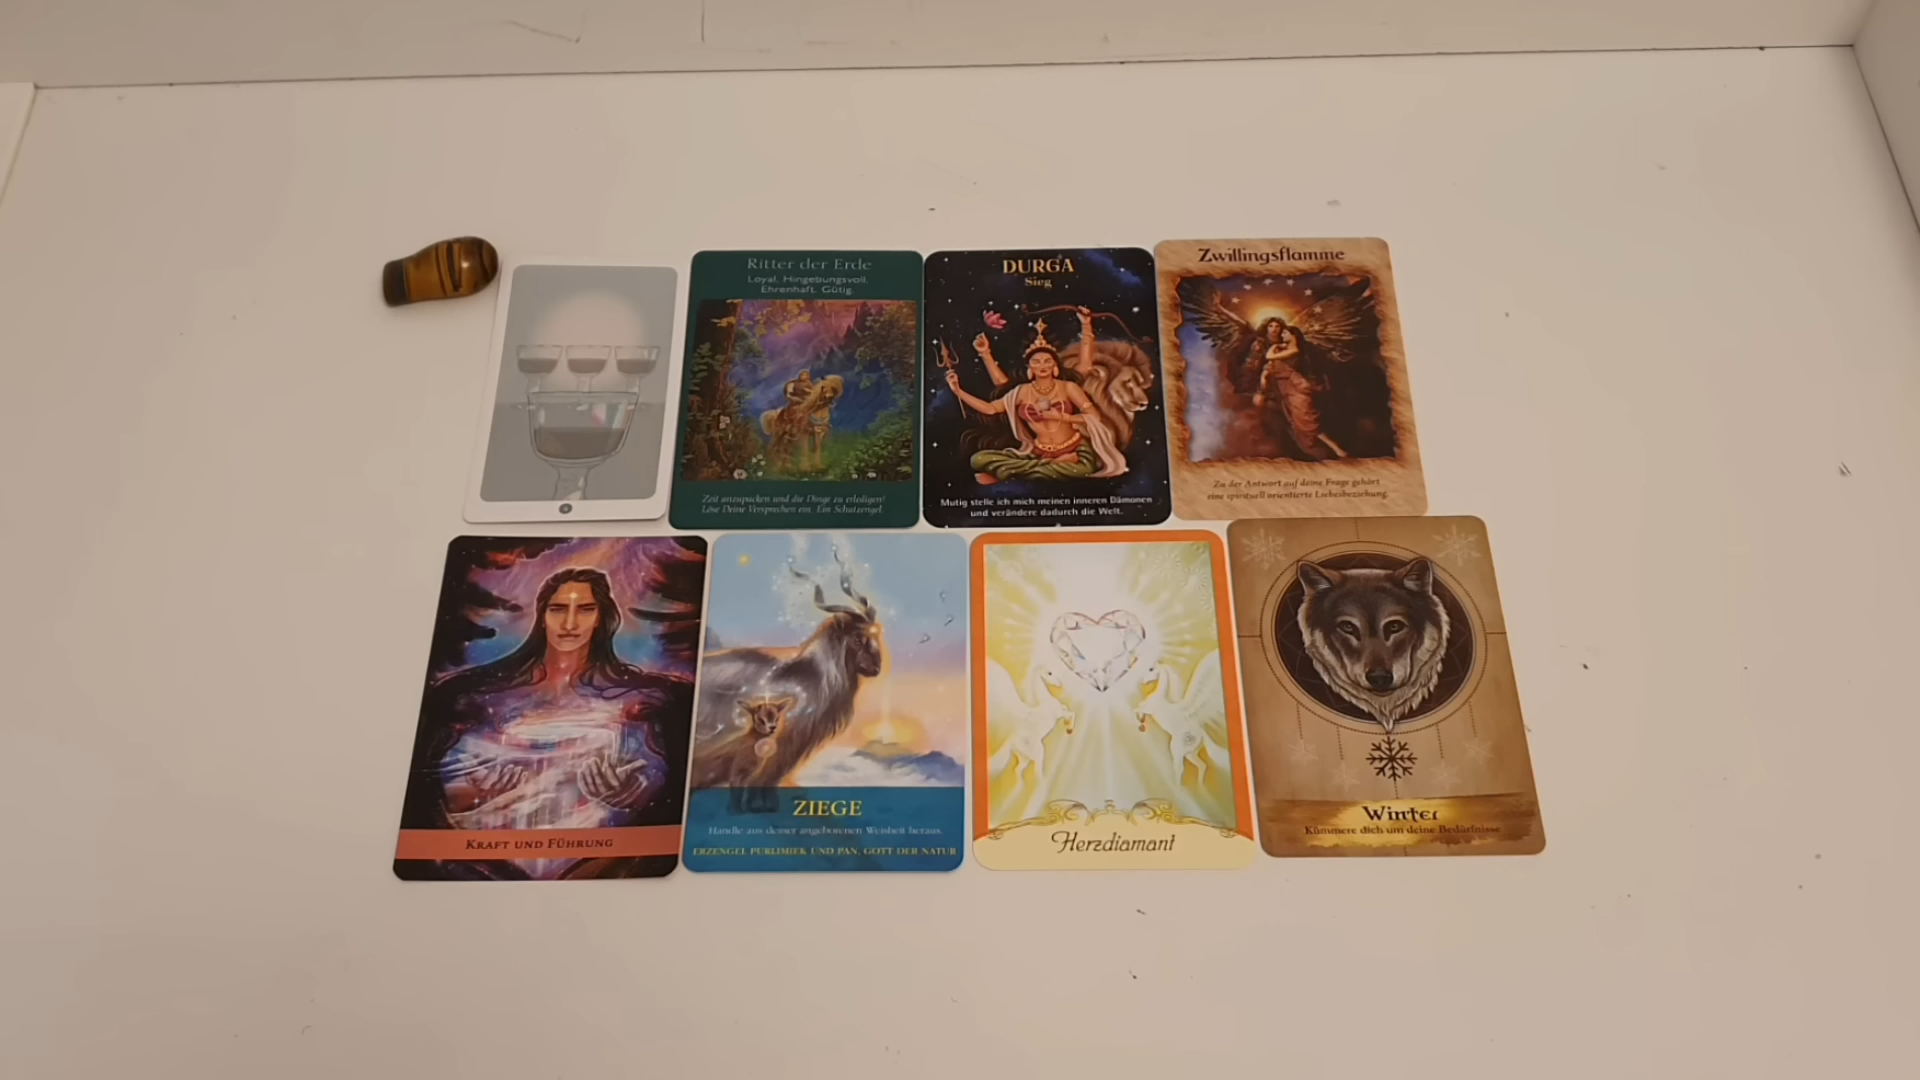 Ritter der Erde
Loyal. Hingebungsvoll.
Ehrenhaft. Gütig.
Zeit anzupacken und die Dinge zu erledigen!
Löse Deine Versprechen ein. Ein Schutzengel.
DURGA
Sieg
Mutig stelle ich mich meinen inneren Dämonen
und verändere dadurch die Welt.
Zwillingsflamme
Zu der Antwort auf deine Frage gehört
eine spirituell orientierte Liebesbeziehung.
KRAFT UND FÜHRUNG
ZIEGE
Handle aus deiner angeborenen Weisheit heraus.
ERZENGEL PURLIMIEK UND PAN, GOTT DER NATUR
Herzdiamant
Winter
Kümmere dich um deine Bedürfnisse